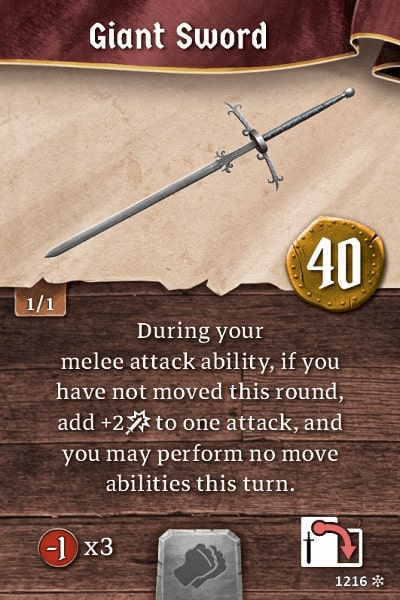 Giant Sword
40
1/1
During your
melee attack ability, if you
have not moved this round,
add +2 to one attack, and
you may perform no move
abilities this turn.
-1 x3
1216